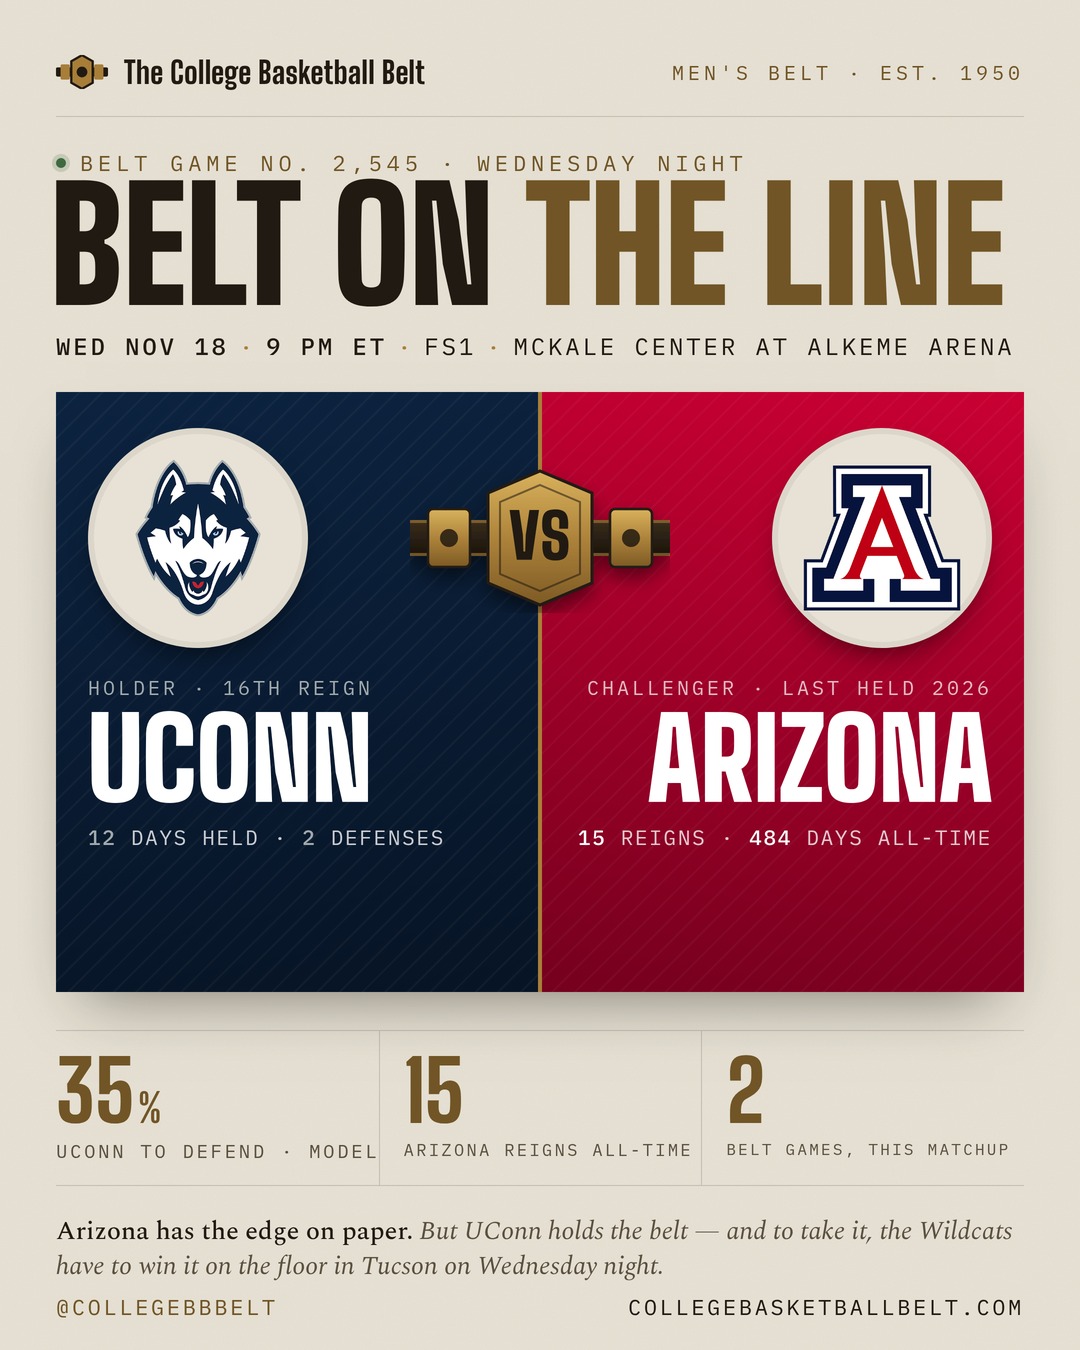 The College Basketball Belt
MEN'S BELT · EST. 1950
BELT GAME NO. 2,545 · WEDNESDAY NIGHT
BELT ON THE LINE
WED NOV 18 · 9 PM ET · FS1 · MCKALE CENTER AT ALKEME ARENA
VS
A
HOLDER · 16TH REIGN
UCONN
12 DAYS HELD · 2 DEFENSES
CHALLENGER · LAST HELD 2026
ARIZONA
15 REIGNS · 484 DAYS ALL-TIME
35%
UCONN TO DEFEND · MODEL
15
ARIZONA REIGNS ALL-TIME
2
BELT GAMES, THIS MATCHUP
Arizona has the edge on paper. But UConn holds the belt — and to take it, the Wildcats
have to win it on the floor in Tucson on Wednesday night.
@COLLEGEBBBELT
COLLEGEBASKETBALLBELT.COM